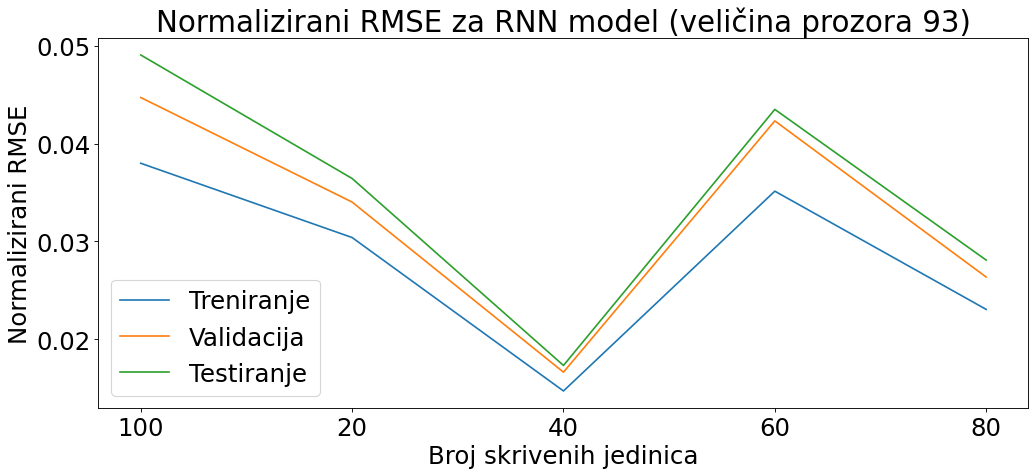 Normalizirani RMSE za RNN model (veličina prozora 93)
Normalizirani RMSE
0.05
0.04
0.03
0.02
Treniranje
Validacija
Testiranje
100 20 40 60 80
Broj skrivenih jedinica